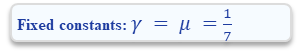 Fixed constants: γ = μ = 1/7